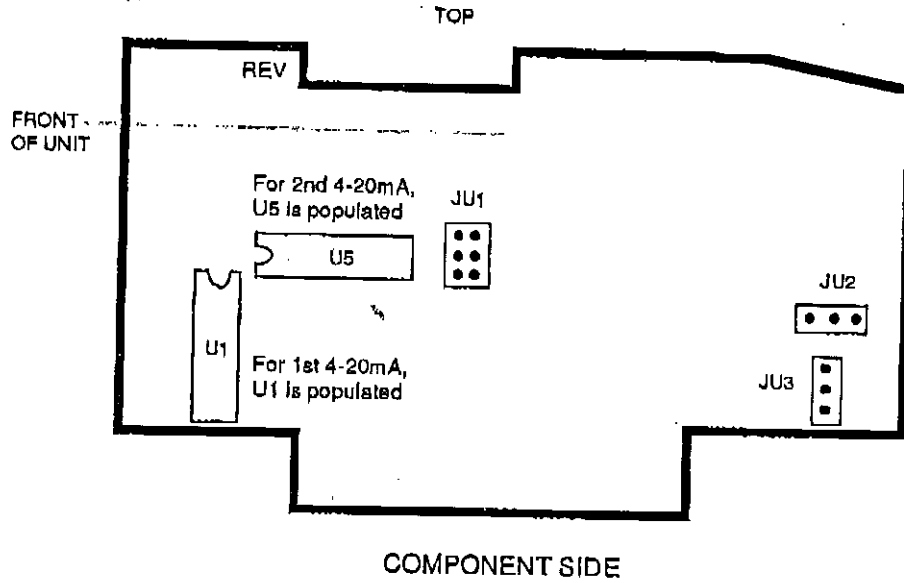 TOP
REV
FRONT
OF UNIT
For 2nd 4-20mA,
U5 is populated
JU1
U5
JU2
U1
For 1st 4-20mA,
U1 is populated
JU3
COMPONENT SIDE